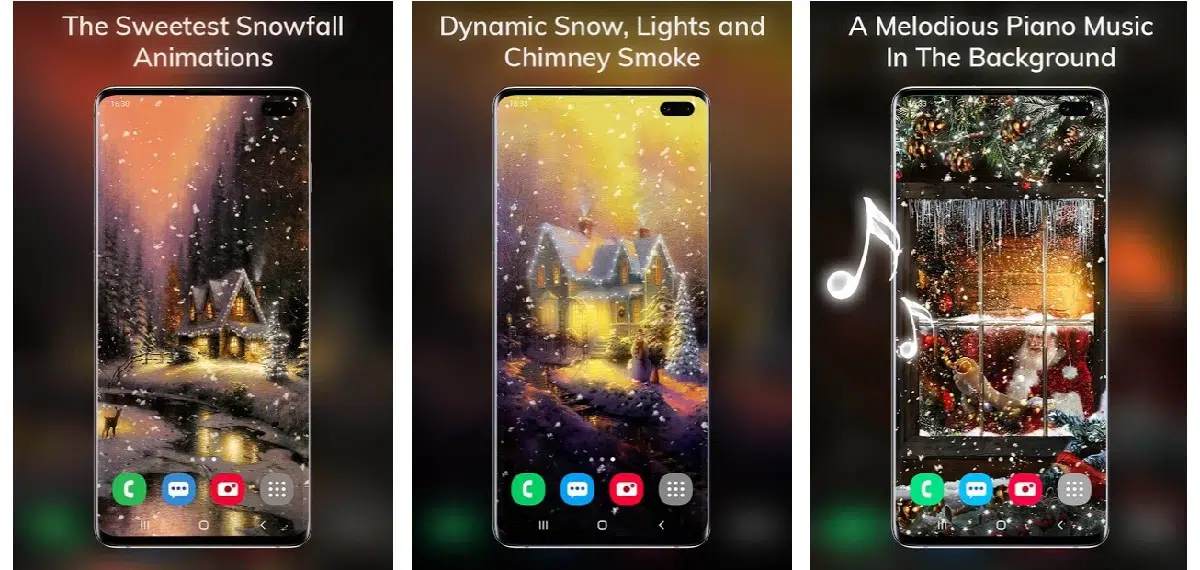 The Sweetest Snowfall
Animations
16:30
Dynamic Snow, Lights and
Chimney Smoke
16:33
A Melodious Piano Music
In The Background
16:33